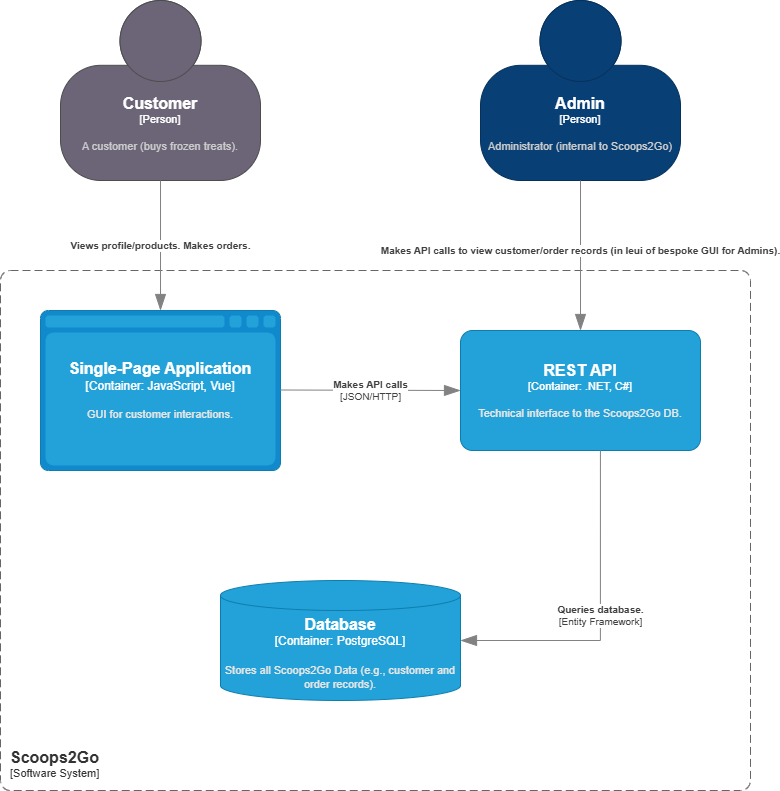 Customer
[Person]
A customer (buys frozen treats).
Admin
[Person]
Administrator (internal to Scoops2Go)
Views profile/products. Makes orders.
Makes API calls to view customer/order records (in leui of bespoke GUI for Admins).
Single-Page Application
[Container: JavaScript, Vue]
GUI for customer interactions.
Makes API calls
[JSON/HTTP]
REST API
[Container: .NET, C#]
Technical interface to the Scoops2Go DB.
Queries database.
[Entity Framework]
Database
[Container: PostgreSQL]
Stores all Scoops2Go Data (e.g., customer and
order records).
Scoops2Go
[Software System]